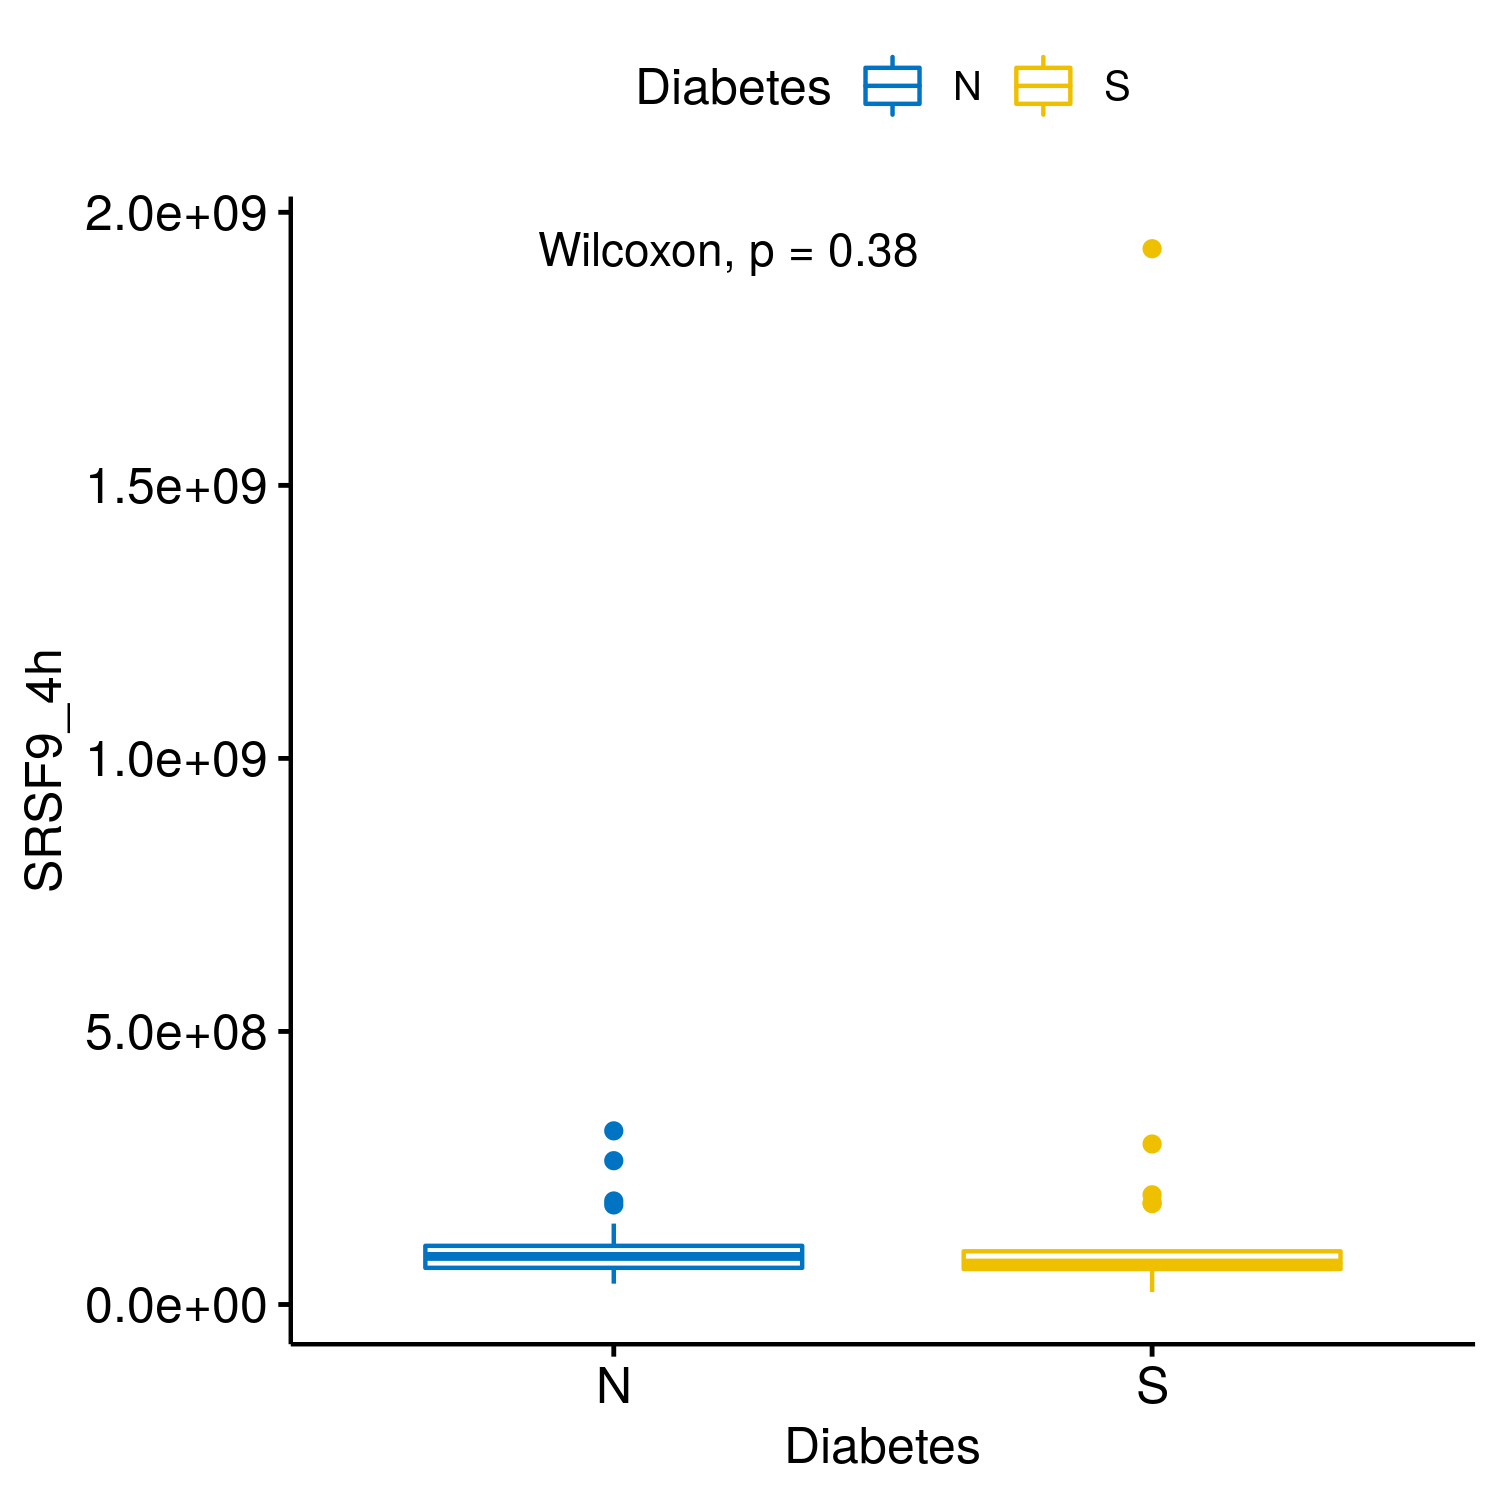 Diabetes N S
2.0e+09
Wilcoxon, p = 0.38
1.5e+09
1.0e+09
5.0e+08
0.0e+00
SRSF9_4h
N S
Diabetes